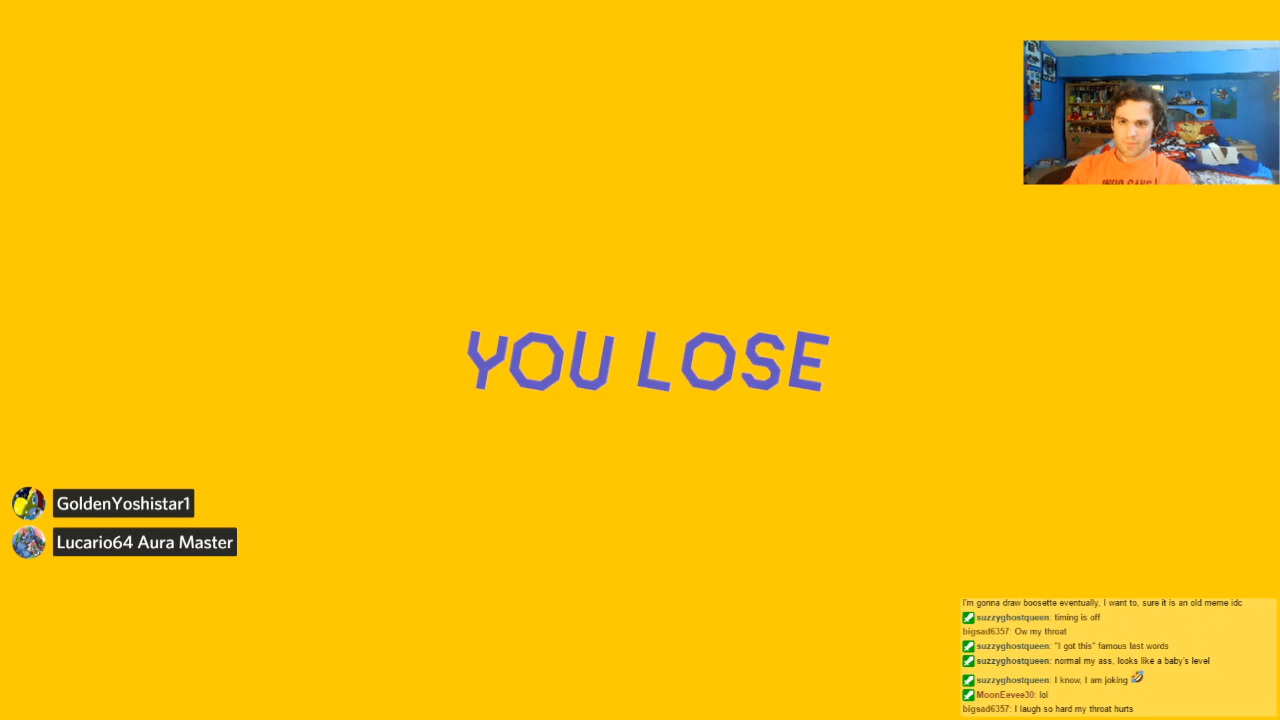 YOU LOSE
GoldenYoshistar1
Lucario64 Aura Master
I'm gonna draw boosette eventually, I want to, sure it is an old meme idc
suzzyghostqueen: timing is off
bigsad6357: Ow my throat
suzzyghostqueen: "I got this" famous last words
suzzyghostqueen: normal my ass, looks like a baby's level
suzzyghostqueen: I know, I am joking 🤣
MoonEevee30: lol
bigsad6357: I laugh so hard my throat hurts